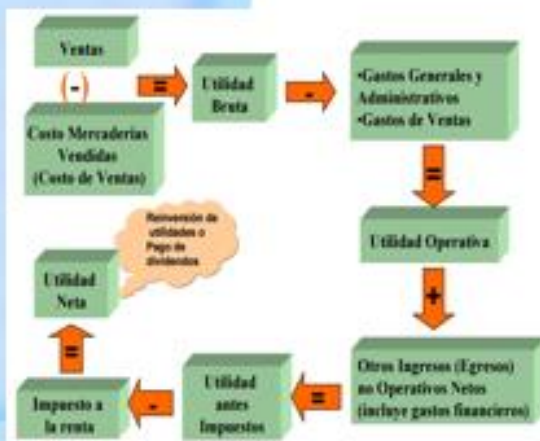 Ventas
(-)
Costo Mercaderías
Vendidas
(Costo de Ventas)
=
Utilidad
Bruta
-
•Gastos Generales y
Administrativos
•Gastos de Ventas
=
Utilidad Operativa
+
Otros Ingresos (Egresos)
no Operativos Netos
(incluye gastos financieros)
=
Utilidad
antes
Impuestos
-
Impuesto a
la renta
=
Utilidad
Neta
Reinversión de
utilidades o
Pago de
dividendos